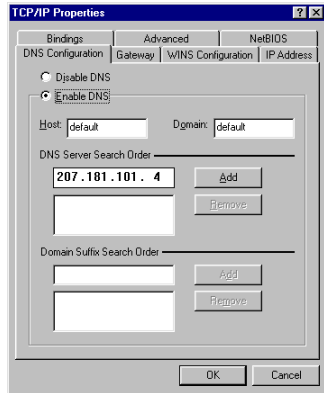 TCP/IP Properties
Bindings Advanced NetBIOS
DNS Configuration Gateway WINS Configuration IP Address
Disable DNS
Enable DNS
Host: default Domain: default
DNS Server Search Order
207.181.101. 4 Add
Remove
Domain Suffix Search Order
Add
Remove
OK Cancel